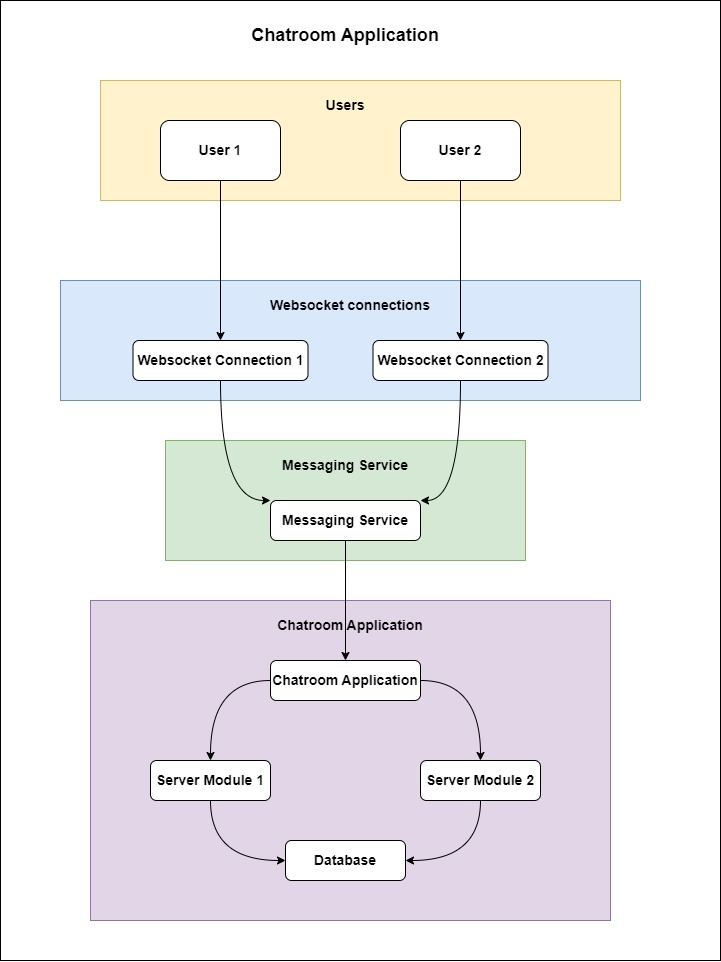 Chatroom Application
Users
User 1
User 2
Websocket connections
Websocket Connection 1
Websocket Connection 2
Messaging Service
Messaging Service
Chatroom Application
Chatroom Application
Server Module 1
Server Module 2
Database